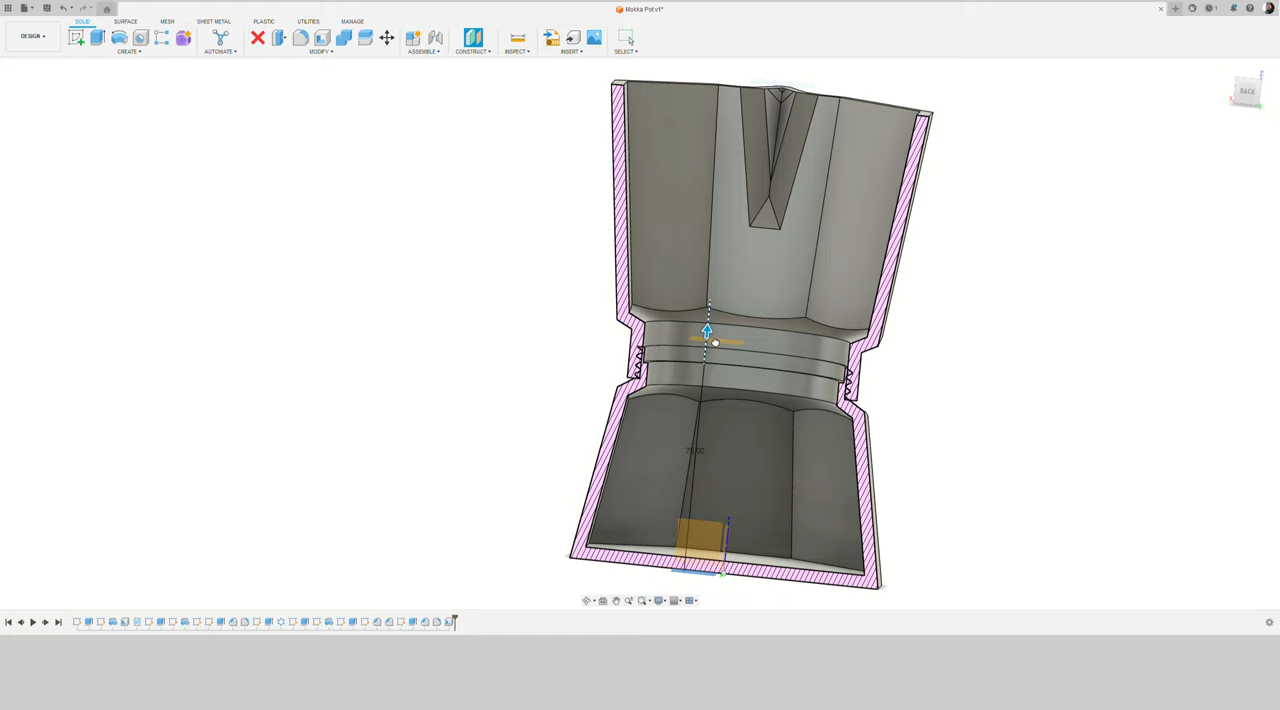 Mokka Pot v1*
1
SOLID SURFACE MESH SHEET METAL PLASTIC UTILITIES MANAGE
DESIGN
CREATE AUTOMATE MODIFY ASSEMBLE CONSTRUCT INSPECT INSERT SELECT
Z
BACK
X